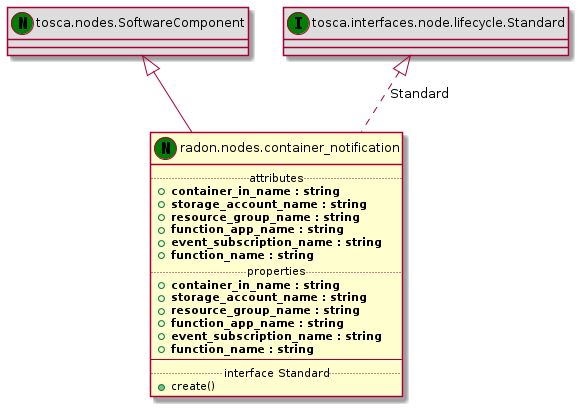 N tosca.nodes.SoftwareComponent
I tosca.interfaces.node.lifecycle.Standard
Standard
N radon.nodes.container_notification
attributes
container_in_name : string
storage_account_name : string
resource_group_name : string
function_app_name : string
event_subscription_name : string
function_name : string
properties
container_in_name : string
storage_account_name : string
resource_group_name : string
function_app_name : string
event_subscription_name : string
function_name : string
interface Standard
create()